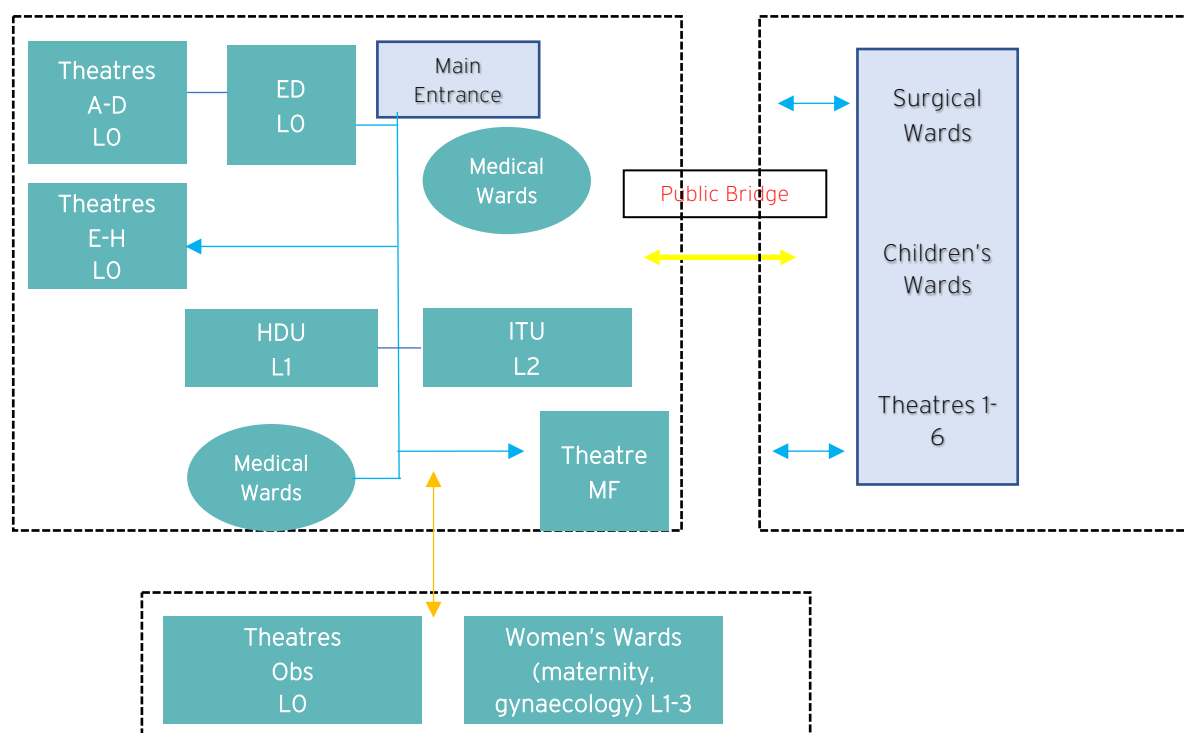 Theatres
A-D
L0
ED
L0
Main
Entrance
Surgical
Wards
Medical
Wards
Public Bridge
Theatres
E-H
L0
Children's
Wards
HDU
L1
ITU
L2
Theatres 1-
6
Medical
Wards
Theatre
MF
Theatres
Obs
L0
Women's Wards
(maternity,
gynaecology) L1-3